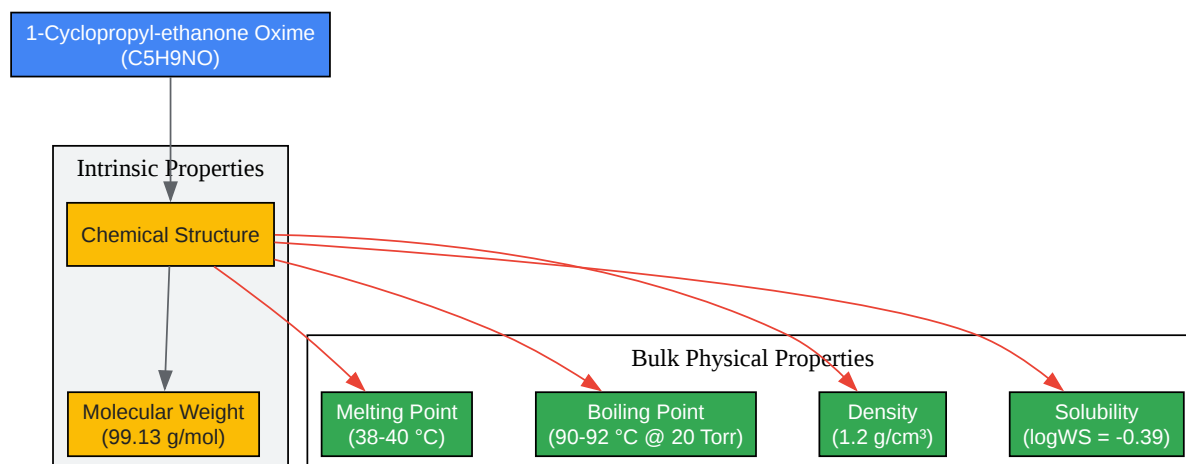 1-Cyclopropyl-ethanone Oxime
(C5H9NO)
Intrinsic Properties
Chemical Structure
Bulk Physical Properties
Molecular Weight
(99.13 g/mol)
Melting Point
(38-40 °C)
Boiling Point
(90-92 °C @ 20 Torr)
Density
(1.2 g/cm³)
Solubility
(logWS = -0.39)